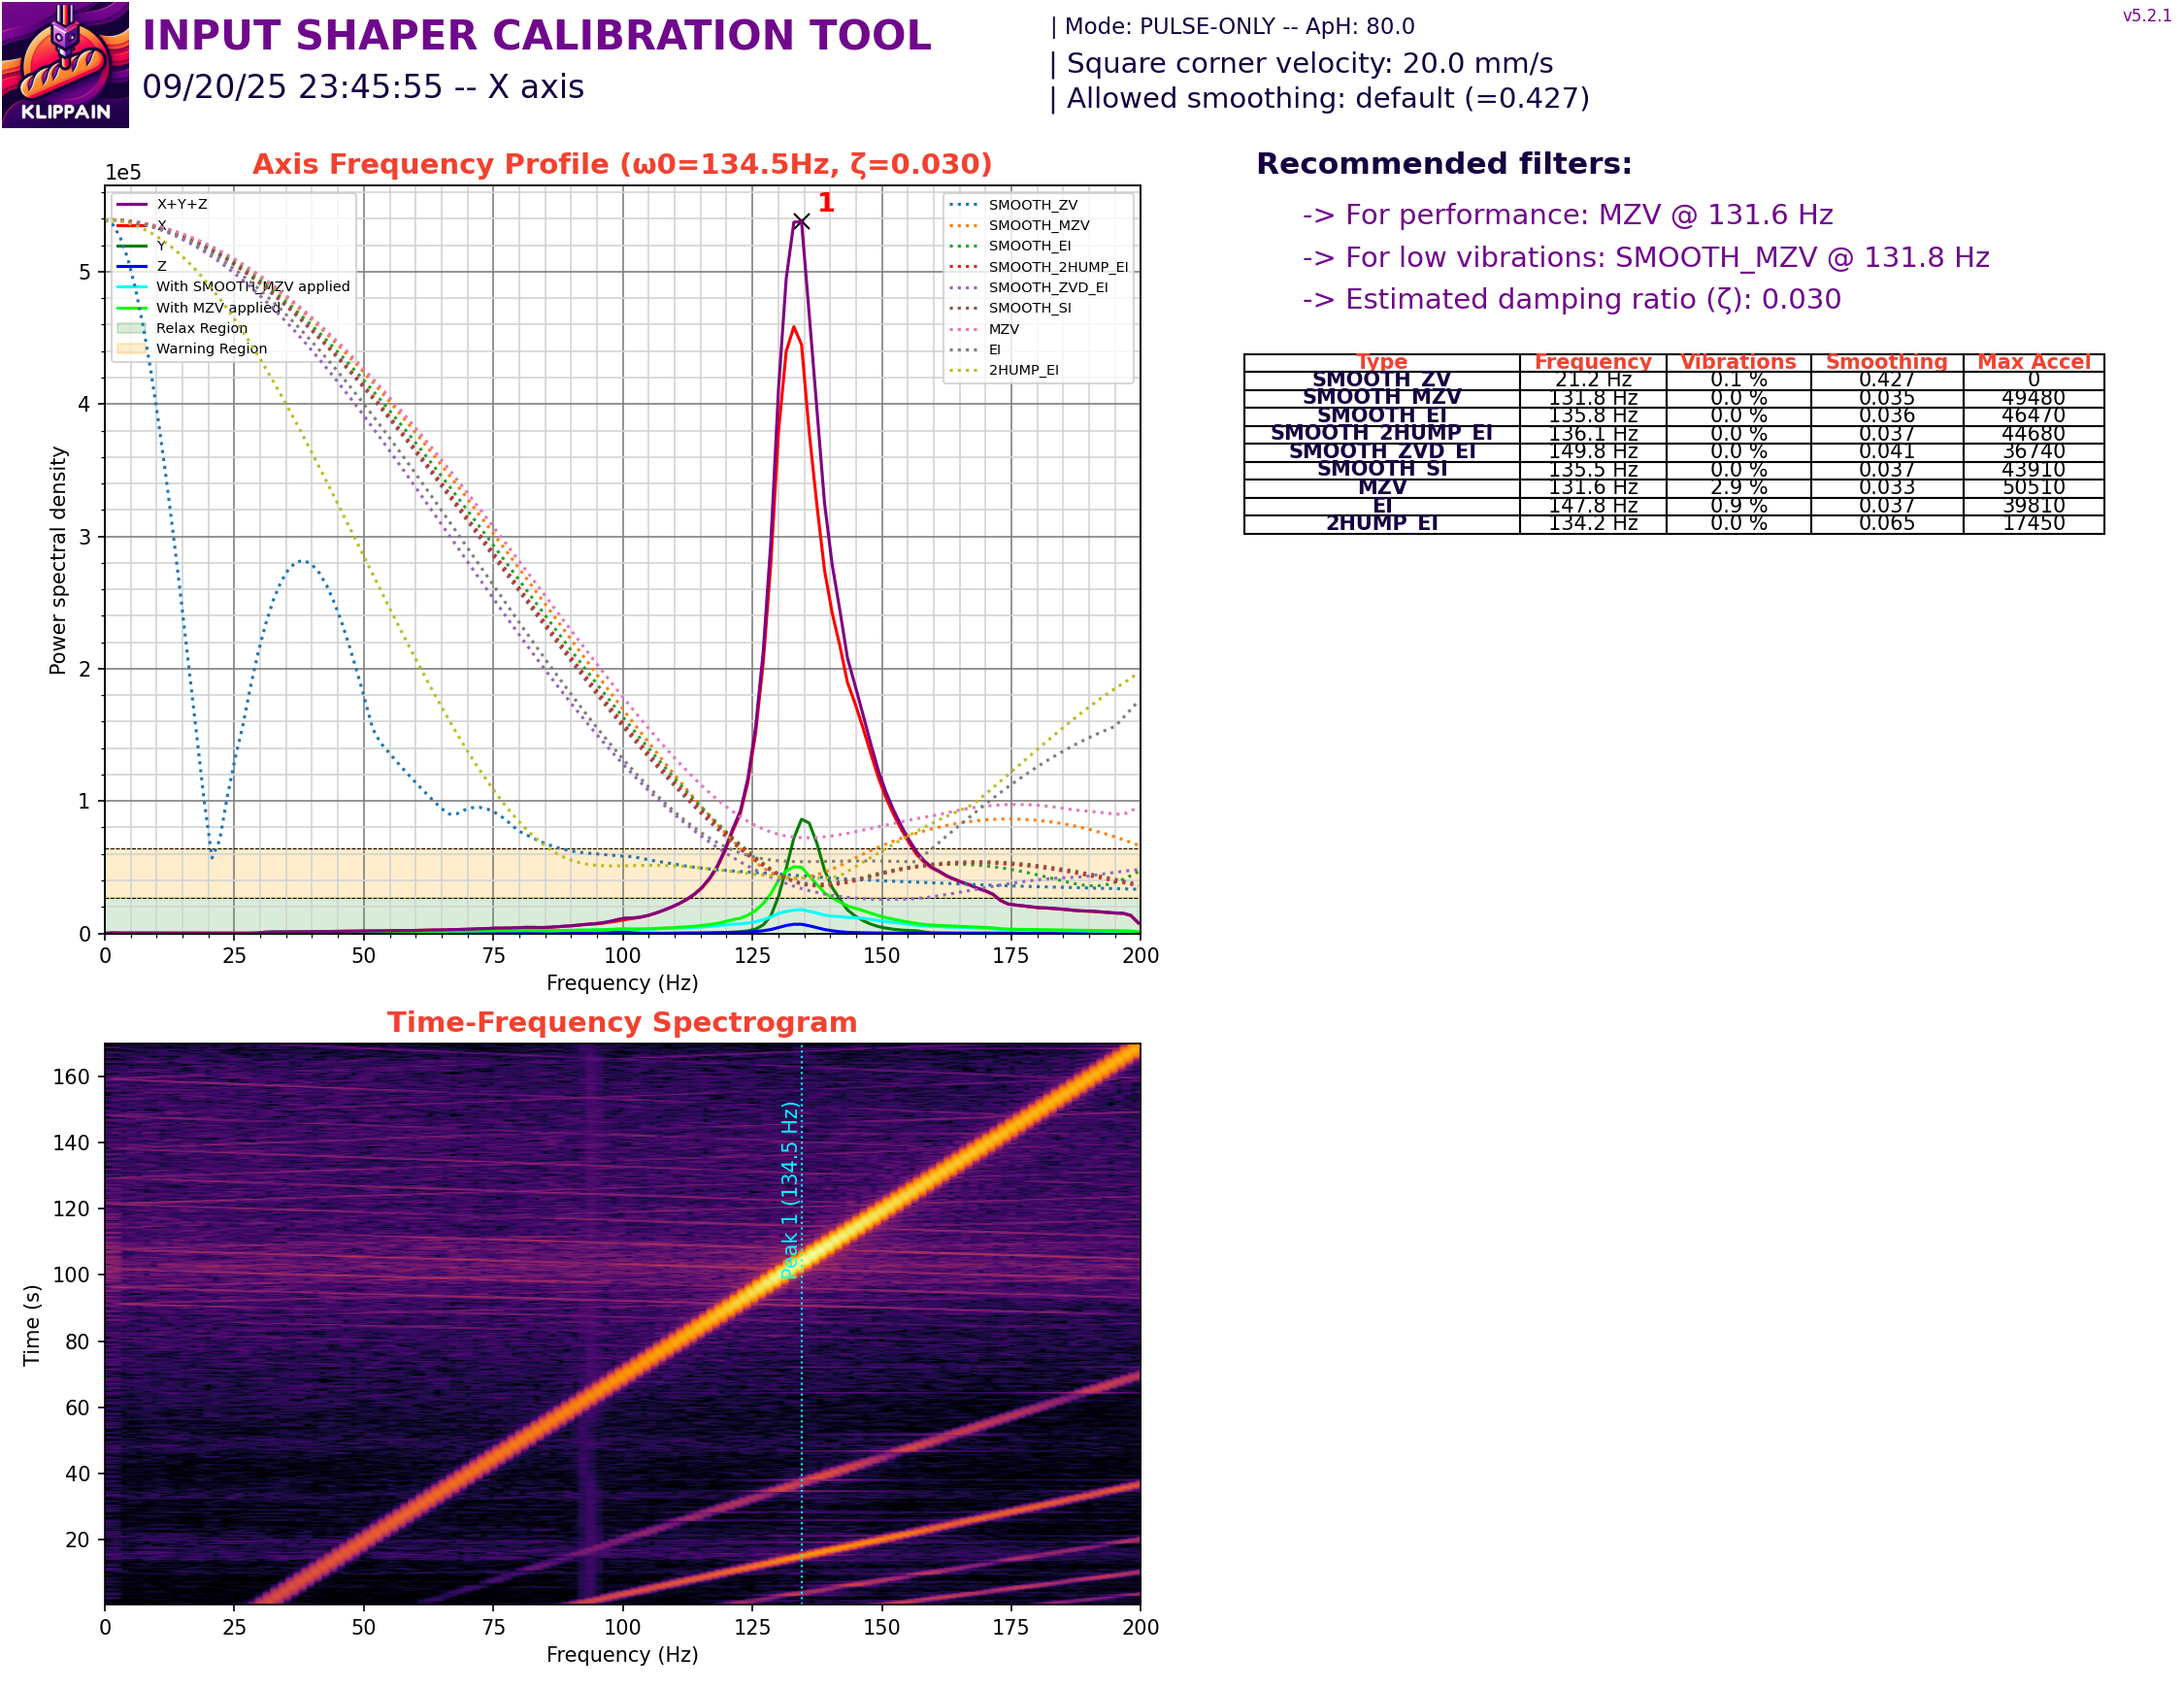 KLIPPAIN
INPUT SHAPER CALIBRATION TOOL
09/20/25 23:45:55 -- X axis
| Mode: PULSE-ONLY -- ApH: 80.0
| Square corner velocity: 20.0 mm/s
| Allowed smoothing: default (=0.427)
v5.2.1
Axis Frequency Profile (ω0=134.5Hz, ζ=0.030)
1e5
X+Y+Z
X
Y
Z
With SMOOTH_MZV applied
With MZV applied
Relax Region
Warning Region
1
SMOOTH_ZV
SMOOTH_MZV
SMOOTH_EI
SMOOTH_2HUMP_EI
SMOOTH_ZVD_EI
SMOOTH_SI
MZV
EI
2HUMP_EI
Power spectral density
5
4
3
2
1
0
0 25 50 75 100 125 150 175 200
Frequency (Hz)
Recommended filters:
-> For performance: MZV @ 131.6 Hz
-> For low vibrations: SMOOTH_MZV @ 131.8 Hz
-> Estimated damping ratio (ζ): 0.030
Type Frequency Vibrations Smoothing Max Accel
SMOOTH_ZV 21.2 Hz 0.1 % 0.427 0
SMOOTH_MZV 131.8 Hz 0.0 % 0.035 49480
SMOOTH_EI 135.8 Hz 0.0 % 0.036 46470
SMOOTH_2HUMP_EI 136.1 Hz 0.0 % 0.037 44680
SMOOTH_ZVD_EI 149.8 Hz 0.0 % 0.041 36740
SMOOTH_SI 135.5 Hz 0.0 % 0.037 43910
MZV 131.6 Hz 2.9 % 0.033 50510
EI 147.8 Hz 0.9 % 0.037 39810
2HUMP_EI 134.2 Hz 0.0 % 0.065 17450
Time-Frequency Spectrogram
Time (s)
160
140
120
100
80
60
40
20
Peak 1 (134.5 Hz)
0 25 50 75 100 125 150 175 200
Frequency (Hz)